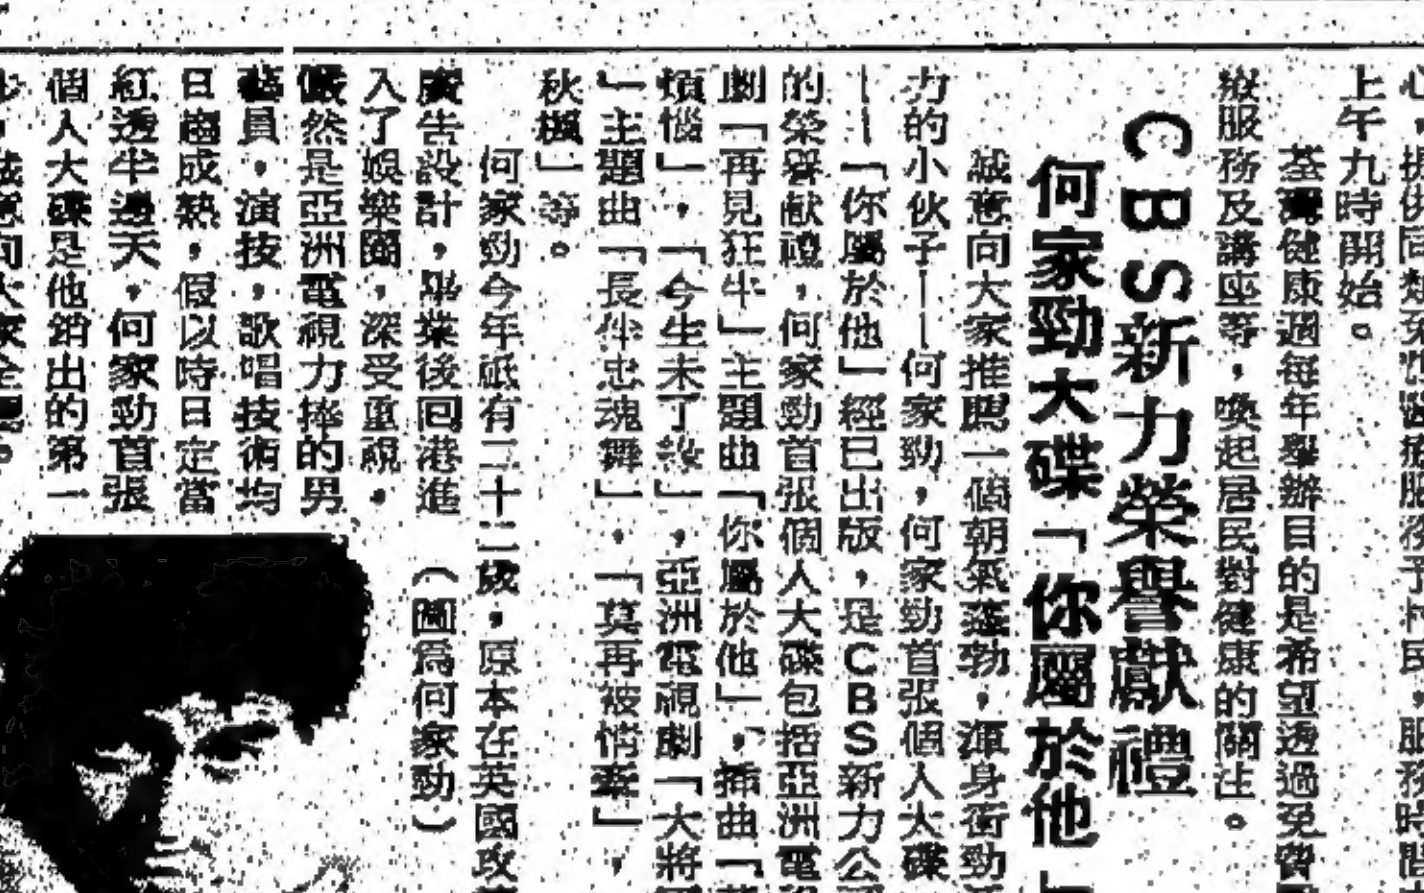 上午九時開始。
荃灣健康週每年舉辦目的是希望透過免費
療服務及講座等，喚起居民對健康的關注。
CBS新力榮譽獻禮
何家勁大碟「你屬於他」
誠意向大家推薦一個朝氣蓬勃，渾身衝勁
力的小伙子——何家勁，何家勁首張個人大碟
——「你屬於他」經已出版，是CBS新力公
的榮譽獻禮，何家勁首張個人大碟包括亞洲電
劇「再見狂牛」主題曲「你屬於他」，插曲「
煩惱」，「今生未了緣」，亞洲電視劇「大將
」主題曲「長伴忠魂舞」，「莫再被情牽」，
秋楓」等。
何家勁今年祗有二十二歲，原本在英國攻
廣告設計，畢業後回港進
入了娛樂圈，深受重視，
儼然是亞洲電視力捧的男
藝員，演技，歌唱技術均
日趨成熟，假以時日定當
紅透半邊天，何家勁首張
個人大碟是他銷出的第一
（圖為何家勁）